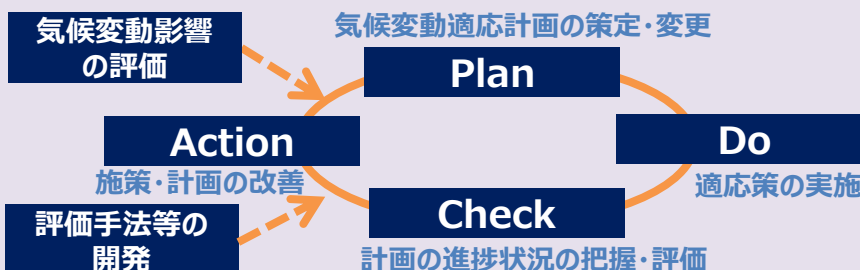 気候変動影響
の評価
気候変動適応計画の策定・変更
Plan
Action
施策・計画の改善
Do
適応策の実施
評価手法等の
開発
Check
計画の進捗状況の把握・評価